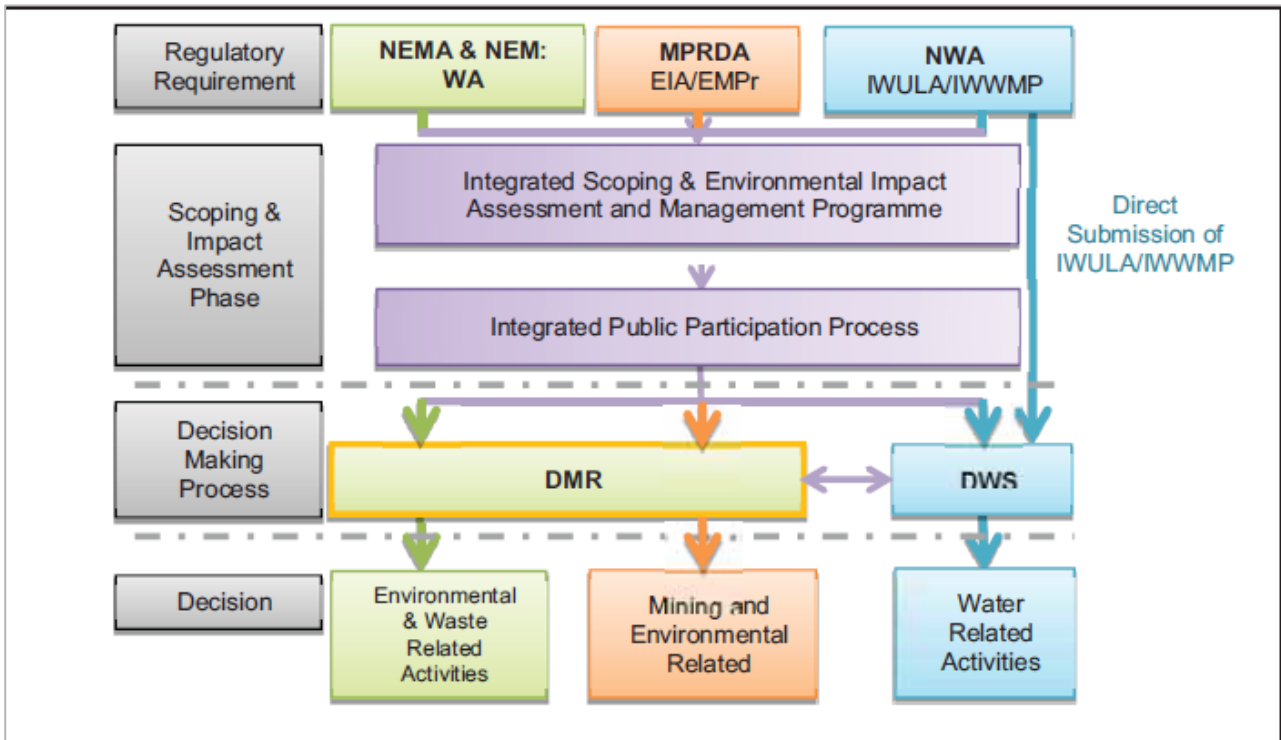 Regulatory
Requirement
NEMA & NEM:
WA
MPRDA
EIA/EMPr
NWA
IWULA/IWWMP
Scoping &
Impact
Assessment
Phase
Integrated Scoping & Environmental Impact
Assessment and Management Programme
Direct
Submission of
IWULA/IWWMP
Integrated Public Participation Process
Decision
Making
Process
DMR
DWS
Decision
Environmental
& Waste
Related
Activities
Mining and
Environmental
Related
Water
Related
Activities